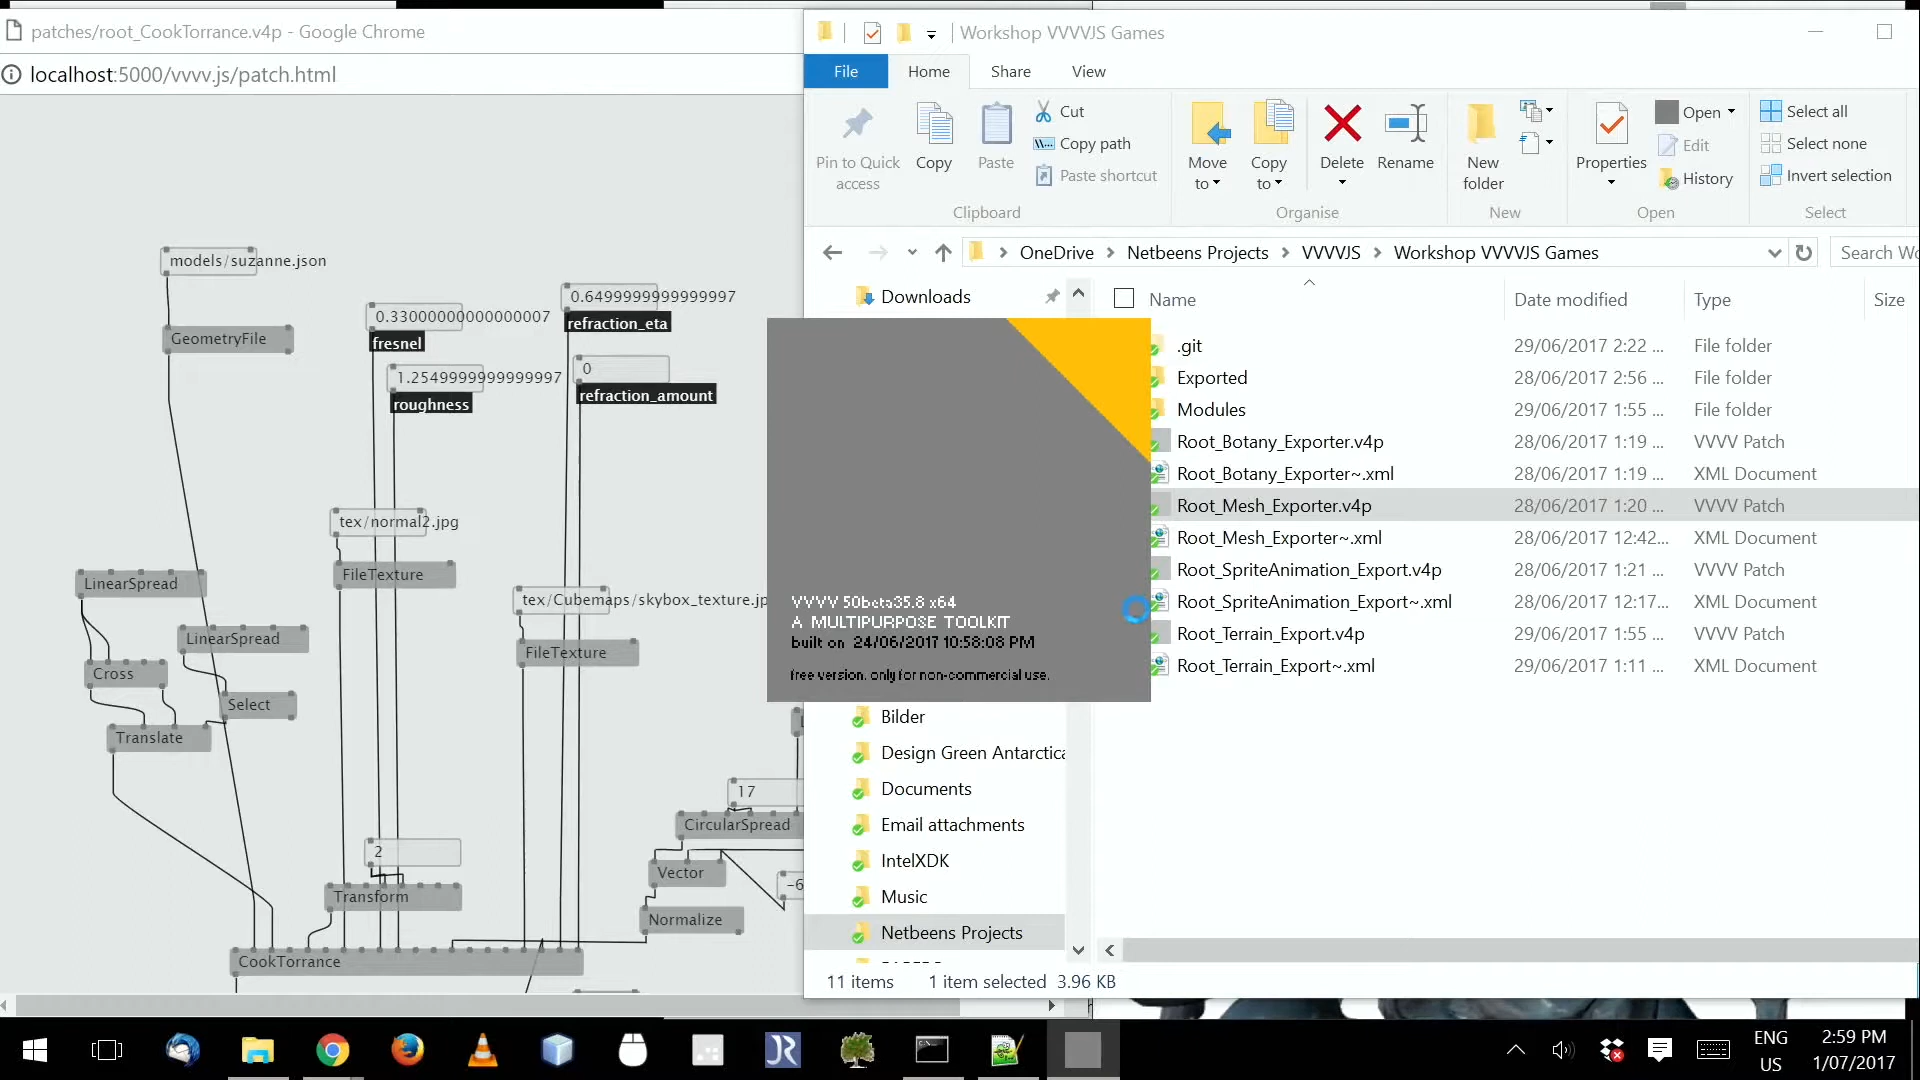 patches/root_CookTorrance.v4p - Google Chrome
localhost:5000/vvvv.js/patch.html
models/suzanne.json
GeometryFile
0.33000000000000007
fresnel
1.2549999999999997
roughness
0.6499999999999997
refraction_eta
0
refraction_amount
tex/normal2.jpg
FileTexture
LinearSpread
LinearSpread
Cross
Select
Translate
tex/Cubemaps/skybox_texture.jp
FileTexture
17
CircularSpread
Vector
-6
Normalize
2
Transform
CookTorrance
Workshop VVVVJS Games
File
Home
Share
View
Pin to Quick
access
Copy
Paste
Cut
Copy path
Paste shortcut
Clipboard
Move
to
Copy
to
Delete
Rename
Organise
New
folder
New
Properties
Open
Edit
History
Open
Select all
Select none
Invert selection
Select
OneDrive
Netbeens Projects
VVVVJS
Workshop VVVVJS Games
Search Wo
Downloads
Name
Date modified
Type
Size
.git 29/06/2017 2:22 ... File folder
Exported 28/06/2017 2:56 ... File folder
Modules 29/06/2017 1:55 ... File folder
Root_Botany_Exporter.v4p 28/06/2017 1:19 ... VVVV Patch
Root_Botany_Exporter~.xml 28/06/2017 1:19 ... XML Document
Root_Mesh_Exporter.v4p 28/06/2017 1:20 ... VVVV Patch
Root_Mesh_Exporter~.xml 28/06/2017 12:42... XML Document
Root_SpriteAnimation_Export.v4p 28/06/2017 1:21 ... VVVV Patch
Root_SpriteAnimation_Export~.xml 28/06/2017 12:17... XML Document
Root_Terrain_Export.v4p 29/06/2017 1:55 ... VVVV Patch
Root_Terrain_Export~.xml 29/06/2017 1:11 ... XML Document
VVVV 50beta35.8 x64
A MULTIPURPOSE TOOLKIT
built on 24/06/2017 10:58:08 PM
free version. only for non-commercial use.
Bilder
Design Green Antarctica
Documents
Email attachments
IntelXDK
Music
Netbeens Projects
11 items
1 item selected 3.96 KB
ENG
US
2:59 PM
1/07/2017